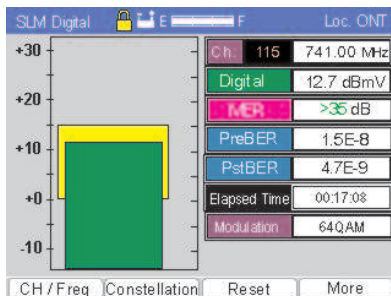 SLM Digital E F Loc. ONT
+30
+20
+10
+0
-10
Ch. 115 741.00 MHz
Digital 12.7 dBmV
MER >35 dB
PreBER 1.5E-8
PstBER 4.7E-9
Elapsed Time 00:17:08
Modulation 64QAM
CH / Freq Constellation Reset More